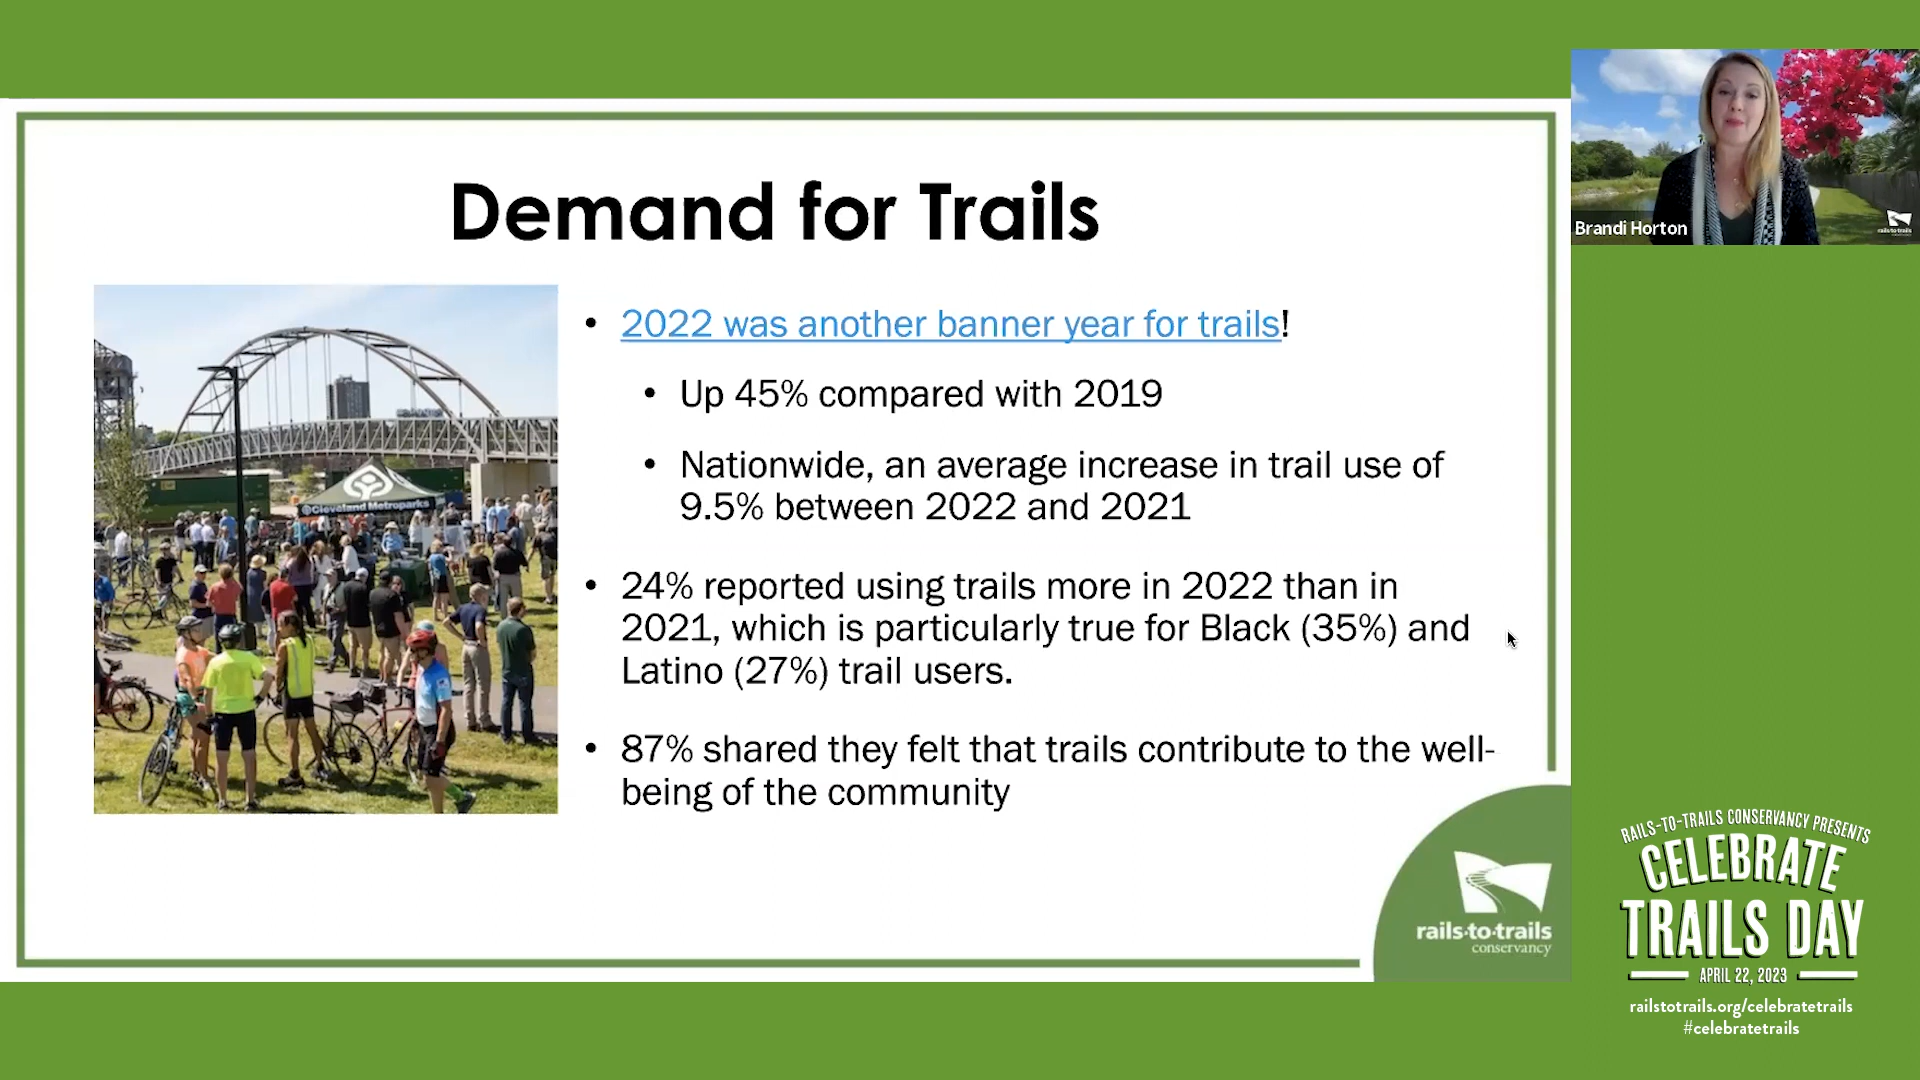 Demand for Trails
Cleveland Metroparks
• 2022 was another banner year for trails!
• Up 45% compared with 2019
• Nationwide, an average increase in trail use of
9.5% between 2022 and 2021
• 24% reported using trails more in 2022 than in
2021, which is particularly true for Black (35%) and
Latino (27%) trail users.
• 87% shared they felt that trails contribute to the well-
being of the community
rails-to-trails
conservancy
Brandi Horton
rails-to-trails
conservancy
RAILS-TO-TRAILS CONSERVANCY PRESENTS
CELEBRATE
TRAILS DAY
APRIL 22, 2023
railstotrails.org/celebratetrails
#celebratetrails